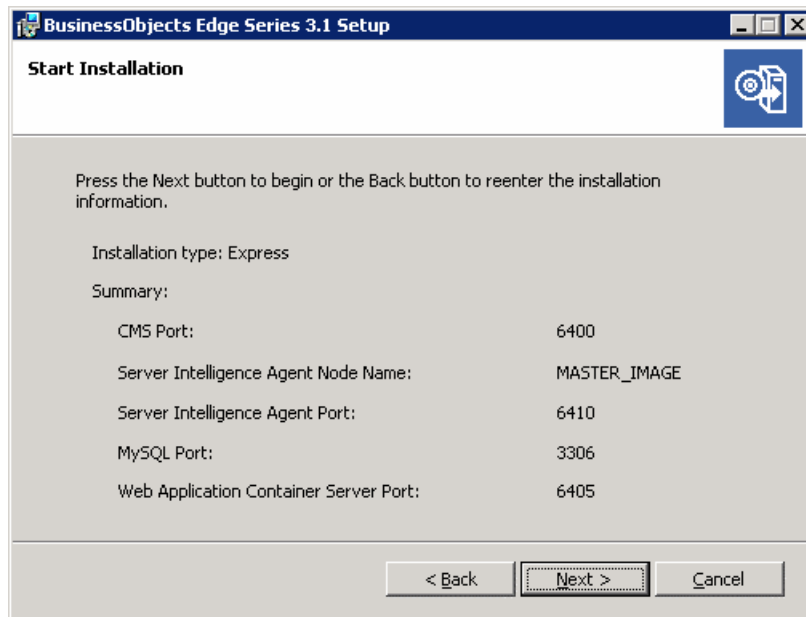 BusinessObjects Edge Series 3.1 Setup
Start Installation
Press the Next button to begin or the Back button to reenter the installation
information.
Installation type: Express
Summary:
CMS Port: 6400
Server Intelligence Agent Node Name: MASTER_IMAGE
Server Intelligence Agent Port: 6410
MySQL Port: 3306
Web Application Container Server Port: 6405
< Back Next > Cancel